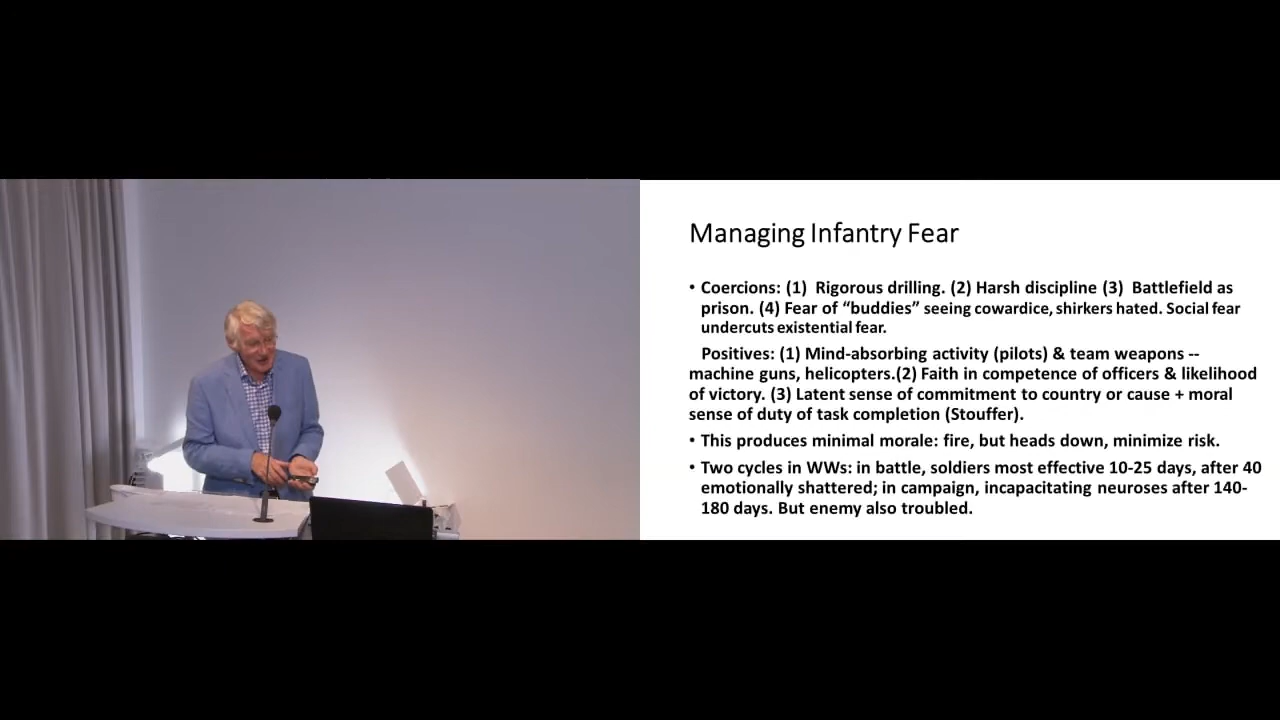 Managing Infantry Fear
• Coercions: (1) Rigorous drilling. (2) Harsh discipline (3) Battlefield as
prison. (4) Fear of “buddies” seeing cowardice, shirkers hated. Social fear
undercuts existential fear.
Positives: (1) Mind-absorbing activity (pilots) & team weapons --
machine guns, helicopters.(2) Faith in competence of officers & likelihood
of victory. (3) Latent sense of commitment to country or cause + moral
sense of duty of task completion (Stouffer).
• This produces minimal morale: fire, but heads down, minimize risk.
• Two cycles in WWs: in battle, soldiers most effective 10-25 days, after 40
emotionally shattered; in campaign, incapacitating neuroses after 140-
180 days. But enemy also troubled.